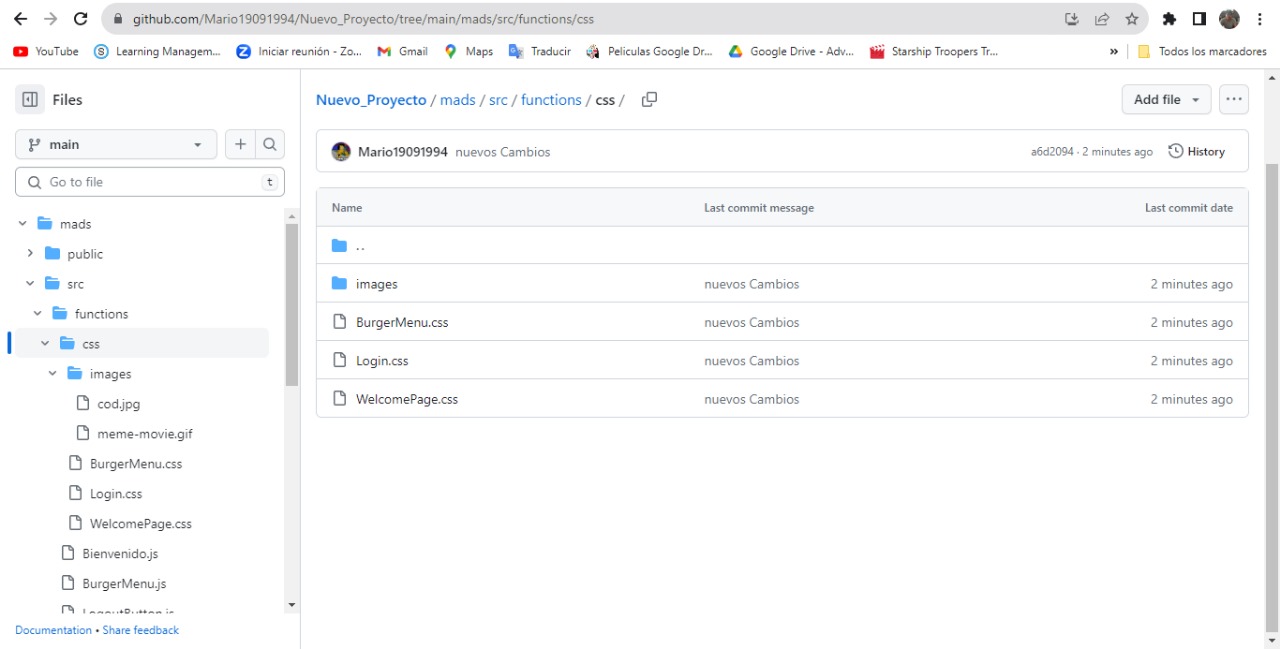 github.com/Mario19091994/Nuevo_Proyecto/tree/main/mads/src/functions/css
YouTube Learning Managem... Iniciar reunión - Zo... Gmail Maps Traducir Peliculas Google Dr... Google Drive - Adv... Starship Troopers Tr... » Todos los marcadores
Files
main
Go to file t
mads
public
src
functions
css
images
cod.jpg
meme-movie.gif
BurgerMenu.css
Login.css
WelcomePage.css
Bienvenido.js
BurgerMenu.js
LogoutButton.js
Documentation • Share feedback
Nuevo_Proyecto / mads / src / functions / css /
Add file
Mario19091994 nuevos Cambios a6d2094 · 2 minutes ago History
Name Last commit message Last commit date
..
images nuevos Cambios 2 minutes ago
BurgerMenu.css nuevos Cambios 2 minutes ago
Login.css nuevos Cambios 2 minutes ago
WelcomePage.css nuevos Cambios 2 minutes ago